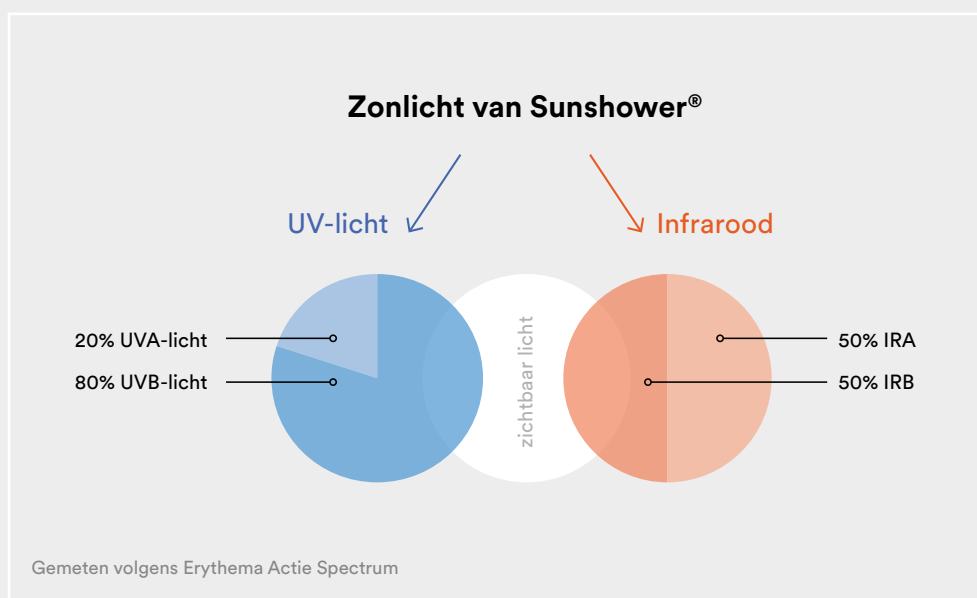 Zonlicht van Sunshower®
UV-licht
Infrarood
20% UVA-licht
80% UVB-licht
zichtbaar licht
50% IRA
50% IRB
Gemeten volgens Erythema Actie Spectrum